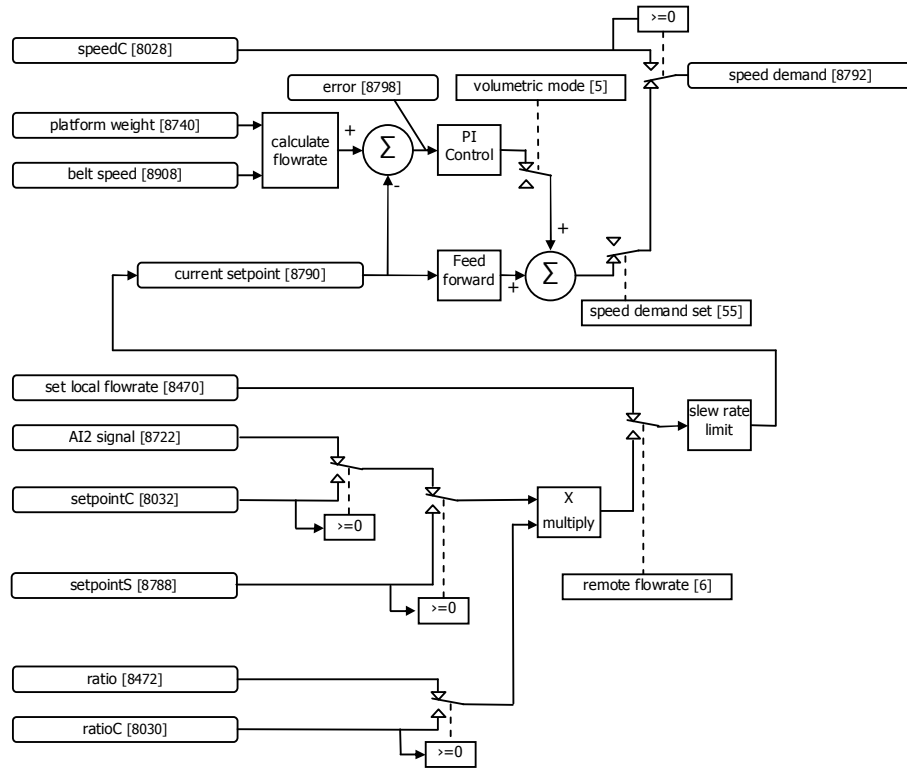 >=0
speedC [8028]
speed demand [8792]
error [8798]
volumetric mode [5]
platform weight [8740]
belt speed [8908]
calculate
flowrate
+
Σ
-
PI
Control
+
current setpoint [8790]
Feed
forward
+
Σ
speed demand set [55]
set local flowrate [8470]
slew rate
limit
AI2 signal [8722]
setpointC [8032]
>=0
X
multiply
setpointS [8788]
>=0
remote flowrate [6]
ratio [8472]
ratioC [8030]
>=0